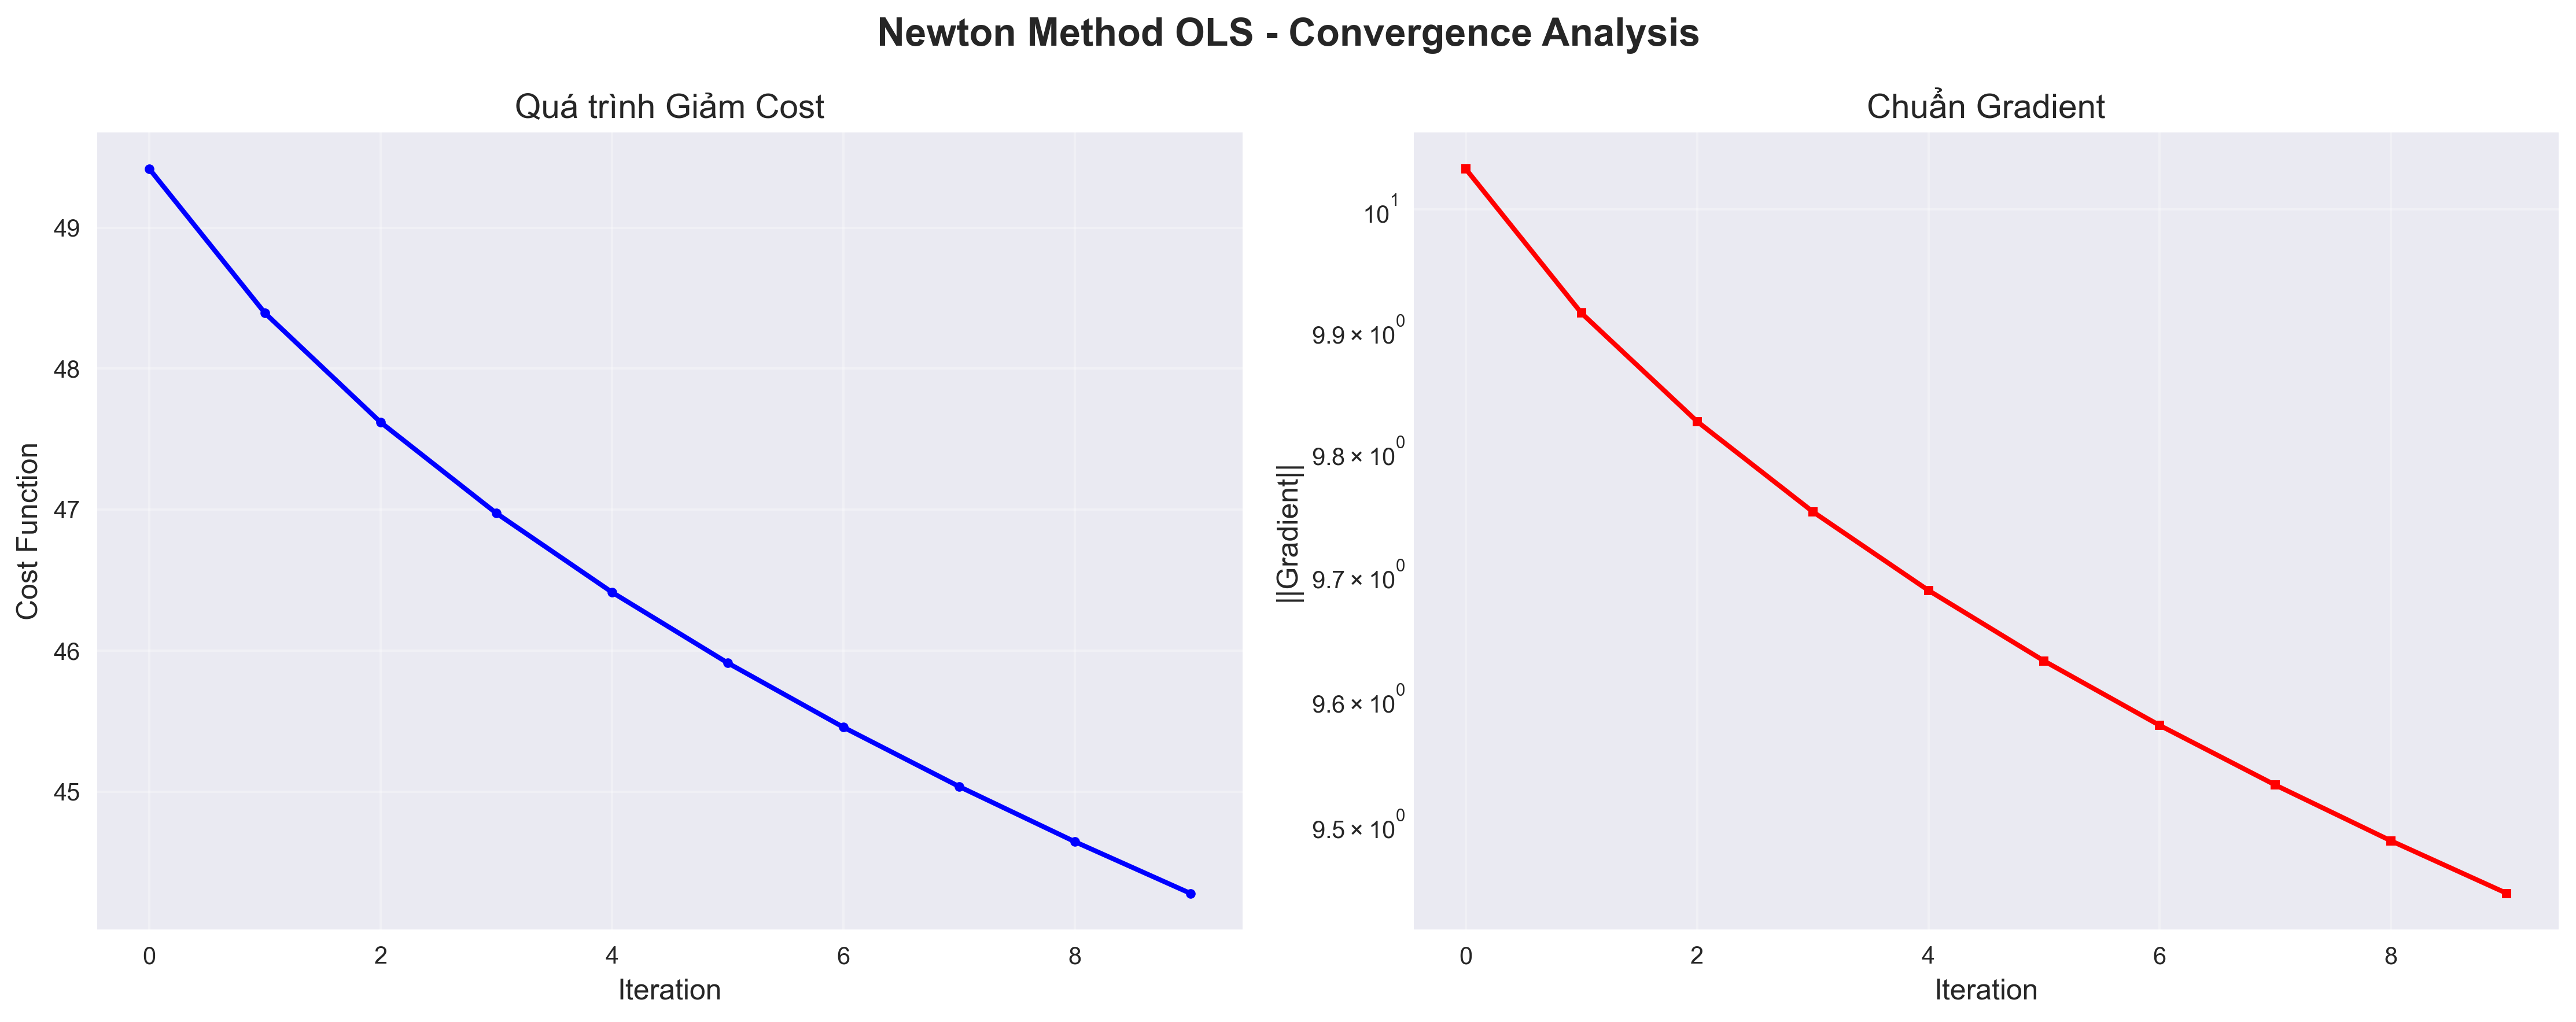 Newton Method OLS - Convergence Analysis
Quá trình Giảm Cost
Cost Function
49
48
47
46
45
0 2 4 6 8
Iteration
Chuẩn Gradient
||Gradient||
10¹
9.9 × 10⁰
9.8 × 10⁰
9.7 × 10⁰
9.6 × 10⁰
9.5 × 10⁰
0 2 4 6 8
Iteration